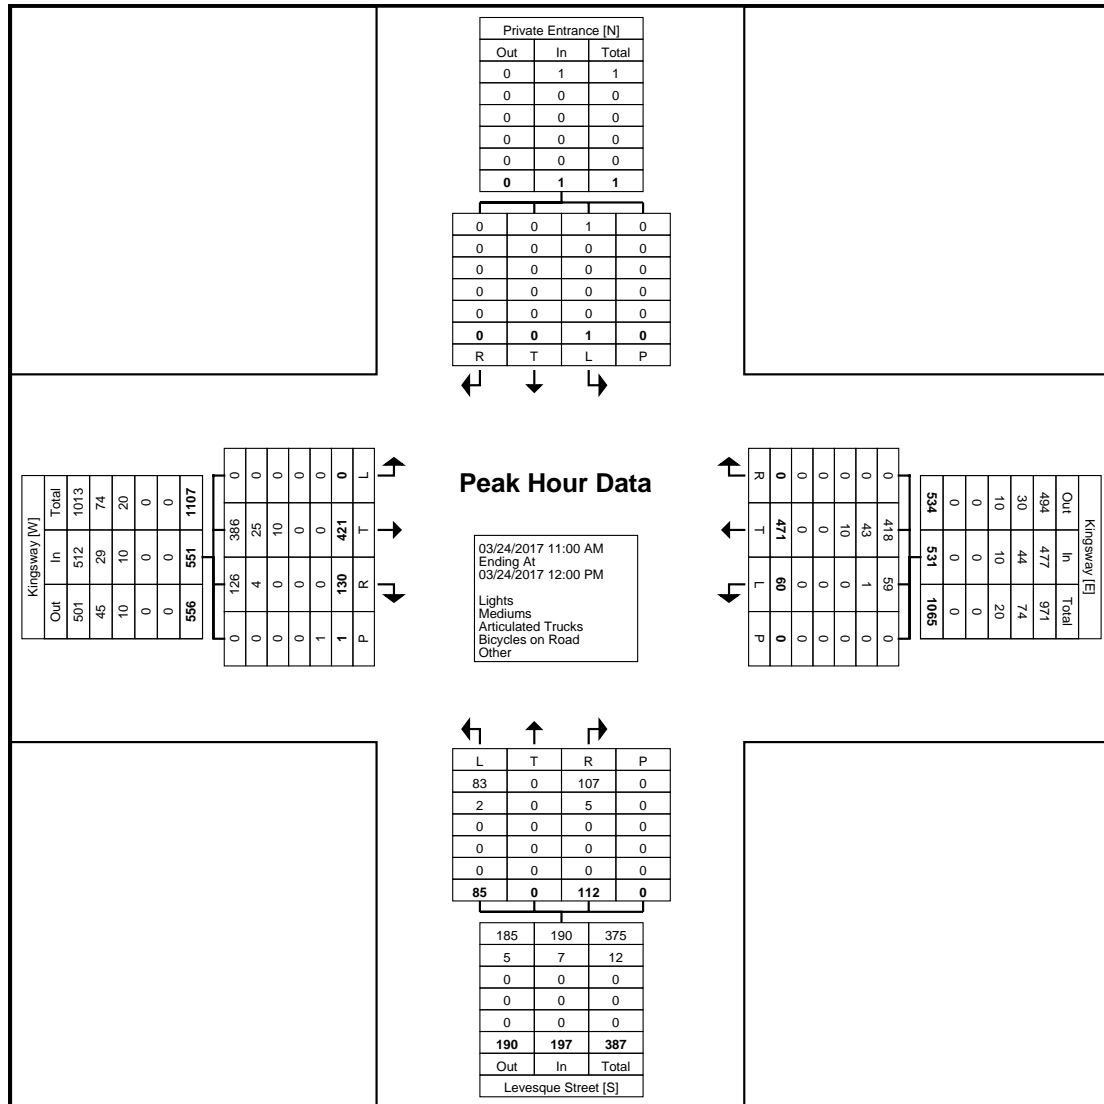 Private Entrance [N]
Out In Total
0 1 1
0 0 0
0 0 0
0 0 0
0 0 0
0 1 1
0 0 1 0
0 0 0 0
0 0 0 0
0 0 0 0
0 0 0 0
0 0 1 0
R T L P
Kingsway [W]
Total 1013 74 20 0 0 1107
In 512 29 10 0 0 551
Out 501 45 10 0 0 556
0 0 0 0 0 0 L
386 25 10 0 0 421 T
126 4 0 0 0 130 R
0 0 0 0 1 1 P
Peak Hour Data
03/24/2017 11:00 AM
Ending At
03/24/2017 12:00 PM
Lights
Mediums
Articulated Trucks
Bicycles on Road
Other
R 0 0 0 0 0 0
T 471 0 0 10 43 418
L 60 0 0 0 1 59
P 0 0 0 0 0 0
Kingsway [E]
Out In Total
494 477 971
30 44 74
10 10 20
0 0 0
0 0 0
534 531 1065
L T R P
83 0 107 0
2 0 5 0
0 0 0 0
0 0 0 0
0 0 0 0
85 0 112 0
185 190 375
5 7 12
0 0 0
0 0 0
0 0 0
190 197 387
Out In Total
Levesque Street [S]